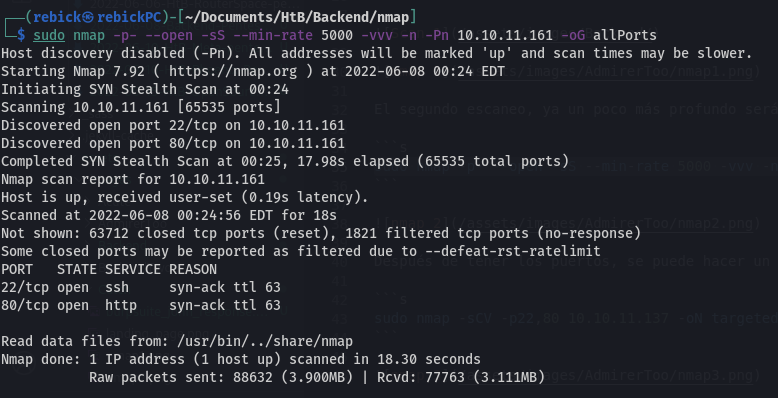 ┌──(rebick㉿rebickPC)-[~/Documents/HtB/Backend/nmap]
└─$ sudo nmap -p- --open -sS --min-rate 5000 -vvv -n -Pn 10.10.11.161 -oG allPorts
Host discovery disabled (-Pn). All addresses will be marked 'up' and scan times may be slower.
Starting Nmap 7.92 ( https://nmap.org ) at 2022-06-08 00:24 EDT
Initiating SYN Stealth Scan at 00:24
Scanning 10.10.11.161 [65535 ports]
Discovered open port 22/tcp on 10.10.11.161
Discovered open port 80/tcp on 10.10.11.161
Completed SYN Stealth Scan at 00:25, 17.98s elapsed (65535 total ports)
Nmap scan report for 10.10.11.161
Host is up, received user-set (0.19s latency).
Scanned at 2022-06-08 00:24:56 EDT for 18s
Not shown: 63712 closed tcp ports (reset), 1821 filtered tcp ports (no-response)
Some closed ports may be reported as filtered due to --defeat-rst-ratelimit
PORT   STATE SERVICE REASON
22/tcp open  ssh     syn-ack ttl 63
80/tcp open  http    syn-ack ttl 63

Read data files from: /usr/bin/../share/nmap
Nmap done: 1 IP address (1 host up) scanned in 18.30 seconds
           Raw packets sent: 88632 (3.900MB) | Rcvd: 77763 (3.111MB)